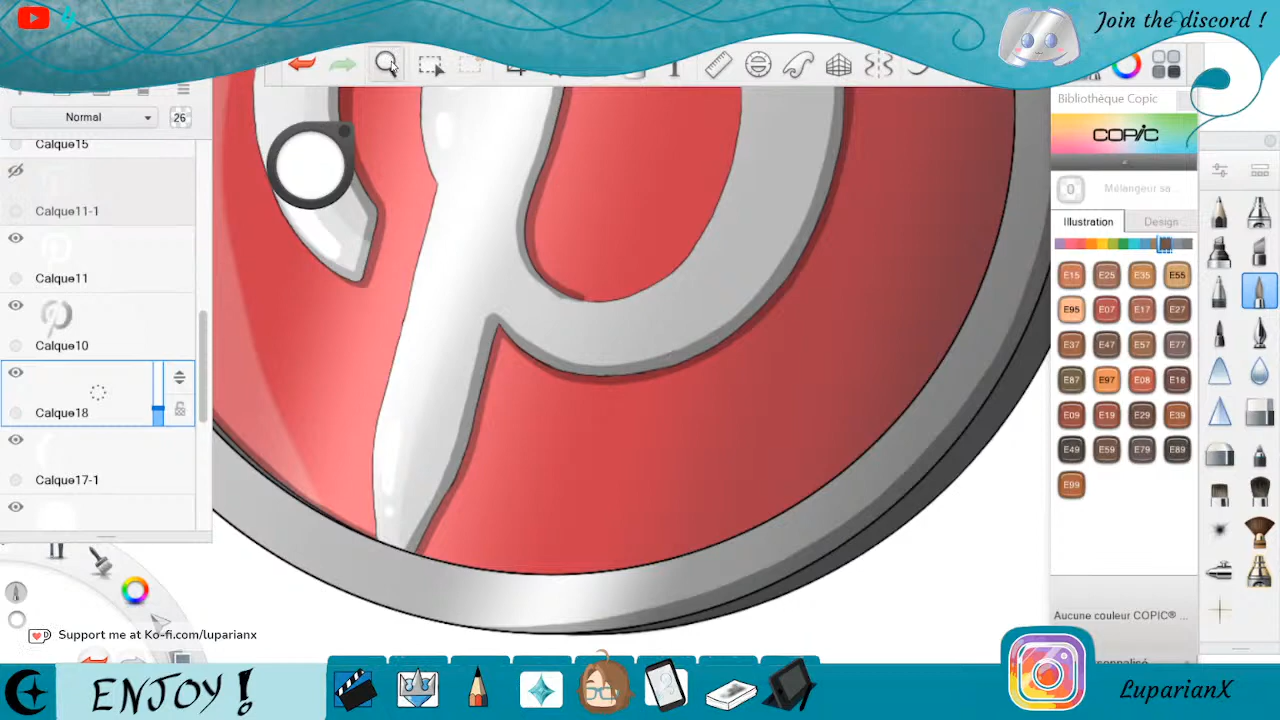 Join the discord !
Normal
26
Bibliothèque Copic
COPIC
Calque15
0
Mélangeur sa...
Calque11-1
Illustration
Design
Calque11
E15 E25 E35 E55
E95 E07 E17 E27
Calque10
E37 E47 E57 E77
E87 E97 E08 E18
Calque18
E09 E19 E29 E39
E49 E59 E79 E89
Calque17-1
E99
Aucune couleur COPIC® ...
Support me at Ko-fi.com/luparianx
ENJOY !
LuparianX